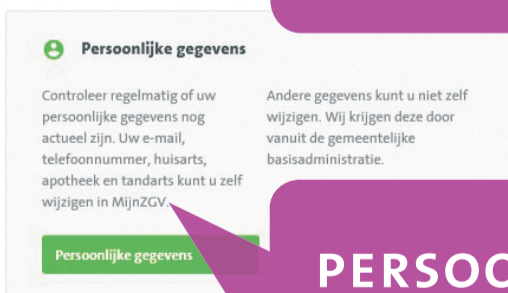 Persoonlijke gegevens
Controleer regelmatig of uw
persoonlijke gegevens nog
actueel zijn. Uw e-mail,
telefoonnummer, huisarts,
apotheek en tandarts kunt u zelf
wijzigen in MijnZGV.
Andere gegevens kunt u niet zelf
wijzigen. Wij krijgen deze door
vanuit de gemeentelijke
basisadministratie.
Persoonlijke gegevens